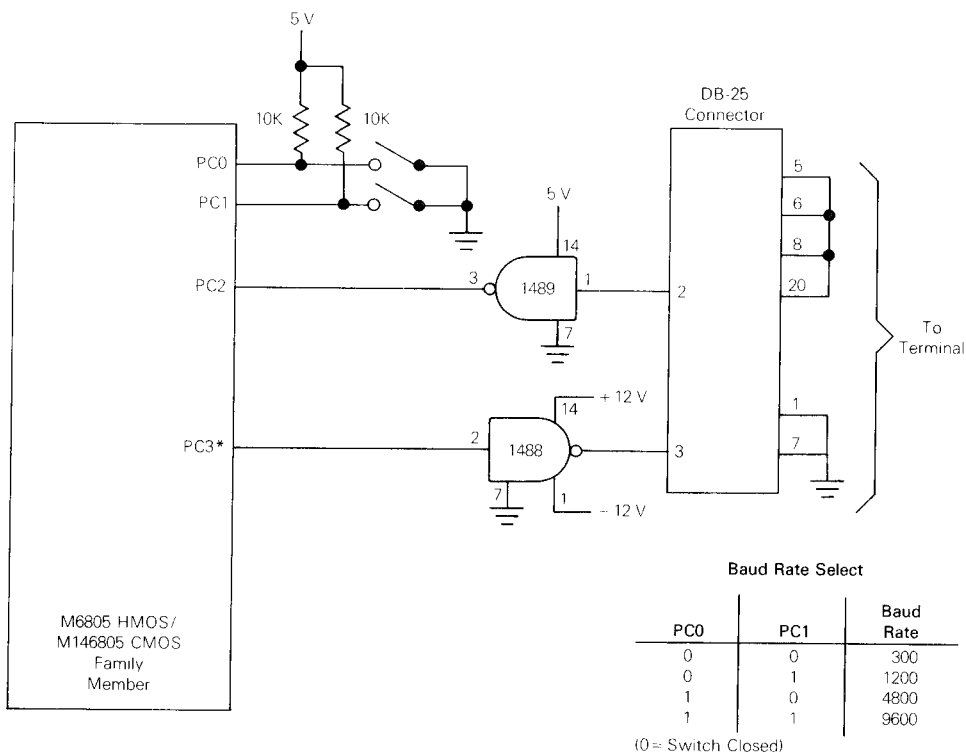 5 V
10K
10K
DB-25
Connector
PC0
PC1
5
6
8
20
5 V
14
PC2
3
1489
1
2
7
To
Terminal
+ 12 V
14
1
PC3*
2
1488
3
7
7
1
– 12 V
Baud Rate Select
PC0 PC1 Baud Rate
0 0 300
0 1 1200
1 0 4800
1 1 9600
(0 = Switch Closed)
M6805 HMOS/
M146805 CMOS
Family
Member